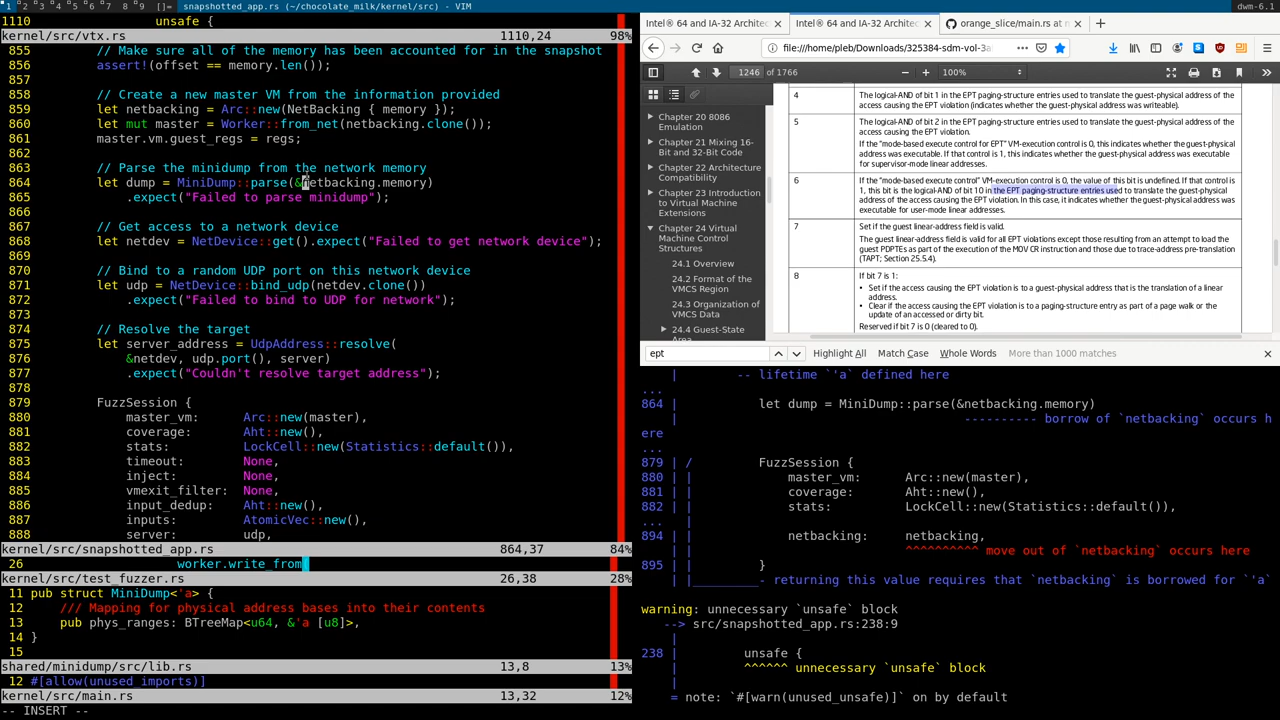 1 2 3 4 5 6 7 8 9 []= snapshotted_app.rs (~/chocolate_milk/kernel/src) - VIM dwm-6.1
1110 unsafe {
kernel/src/vtx.rs 1110,24 98%
855 // Make sure all of the memory has been accounted for in the snapshot
856 assert!(offset == memory.len());
857
858 // Create a new master VM from the information provided
859 let netbacking = Arc::new(NetBacking { memory });
860 let mut master = Worker::from_net(netbacking.clone());
861 master.vm.guest_regs = regs;
862
863 // Parse the minidump from the network memory
864 let dump = MiniDump::parse(&netbacking.memory)
865 .expect("Failed to parse minidump");
866
867 // Get access to a network device
868 let netdev = NetDevice::get().expect("Failed to get network device");
869
870 // Bind to a random UDP port on this network device
871 let udp = NetDevice::bind_udp(netdev.clone())
872 .expect("Failed to bind to UDP for network");
873
874 // Resolve the target
875 let server_address = UdpAddress::resolve(
876 &netdev, udp.port(), server)
877 .expect("Couldn't resolve target address");
878
879 FuzzSession {
880 master_vm: Arc::new(master),
881 coverage: Aht::new(),
882 stats: LockCell::new(Statistics::default()),
883 timeout: None,
884 inject: None,
885 vmexit_filter: None,
886 input_dedup: Aht::new(),
887 inputs: AtomicVec::new(),
888 server: udp,
kernel/src/snapshotted_app.rs 864,37 84%
26 worker.write_from(
kernel/src/test_fuzzer.rs 26,38 28%
11 pub struct MiniDump<'a> {
12 /// Mapping for physical address bases into their contents
13 pub phys_ranges: BTreeMap<u64, &'a [u8]>,
14 }
15
shared/minidump/src/lib.rs 13,8 13%
12 #[allow(unused_imports)]
kernel/src/main.rs 13,32 12%
-- INSERT --
Intel® 64 and IA-32 Architec
Intel® 64 and IA-32 Architec
orange_slice/main.rs at n
file:///home/pleb/Downloads/325384-sdm-vol-3a
1246 of 1766 100%
Chapter 20 8086
Emulation
Chapter 21 Mixing 16-
Bit and 32-Bit Code
Chapter 22 Architecture
Compatibility
Chapter 23 Introduction
to Virtual Machine
Extensions
Chapter 24 Virtual
Machine Control
Structures
24.1 Overview
24.2 Format of the
VMCS Region
24.3 Organization of
VMCS Data
24.4 Guest-State
Area
4 The logical-AND of bit 1 in the EPT paging-structure entries used to translate the guest-physical address of the
access causing the EPT violation (indicates whether the guest-physical address was writeable).
5 The logical-AND of bit 2 in the EPT paging-structure entries used to translate the guest-physical address of the
access causing the EPT violation.
If the "mode-based execute control for EPT" VM-execution control is 0, this indicates whether the guest-physical
address was executable. If that control is 1, this indicates whether the guest-physical address was executable
for supervisor-mode linear addresses.
6 If the "mode-based execute control" VM-execution control is 0, the value of this bit is undefined. If that control is
1, this bit is the logical-AND of bit 10 in the EPT paging-structure entries used to translate the guest-physical
address of the access causing the EPT violation. In this case, it indicates whether the guest-physical address was
executable for user-mode linear addresses.
7 Set if the guest linear-address field is valid.
The guest linear-address field is valid for all EPT violations except those resulting from an attempt to load the
guest PDPTEs as part of the execution of the MOV CR instruction and those due to trace-address pre-translation
(TAPT; Section 25.5.4).
8 If bit 7 is 1:
• Set if the access causing the EPT violation is to a guest-physical address that is the translation of a linear
address.
• Clear if the access causing the EPT violation is to a paging-structure entry as part of a page walk or the
update of an accessed or dirty bit.
Reserved if bit 7 is 0 (cleared to 0).
ept Highlight All Match Case Whole Words More than 1000 matches
| -- lifetime `'a` defined here
...
864 | let dump = MiniDump::parse(&netbacking.memory)
| ---------- borrow of `netbacking` occurs h
ere
...
879 | / FuzzSession {
880 | | master_vm: Arc::new(master),
881 | | coverage: Aht::new(),
882 | | stats: LockCell::new(Statistics::default()),
... |
894 | | netbacking: netbacking,
| | ^^^^^^^^^^ move out of `netbacking` occurs here
895 | | }
| |_________- returning this value requires that `netbacking` is borrowed for `'a`
warning: unnecessary `unsafe` block
--> src/snapshotted_app.rs:238:9
|
238 | unsafe {
| ^^^^^^ unnecessary `unsafe` block
|
= note: `#[warn(unused_unsafe)]` on by default